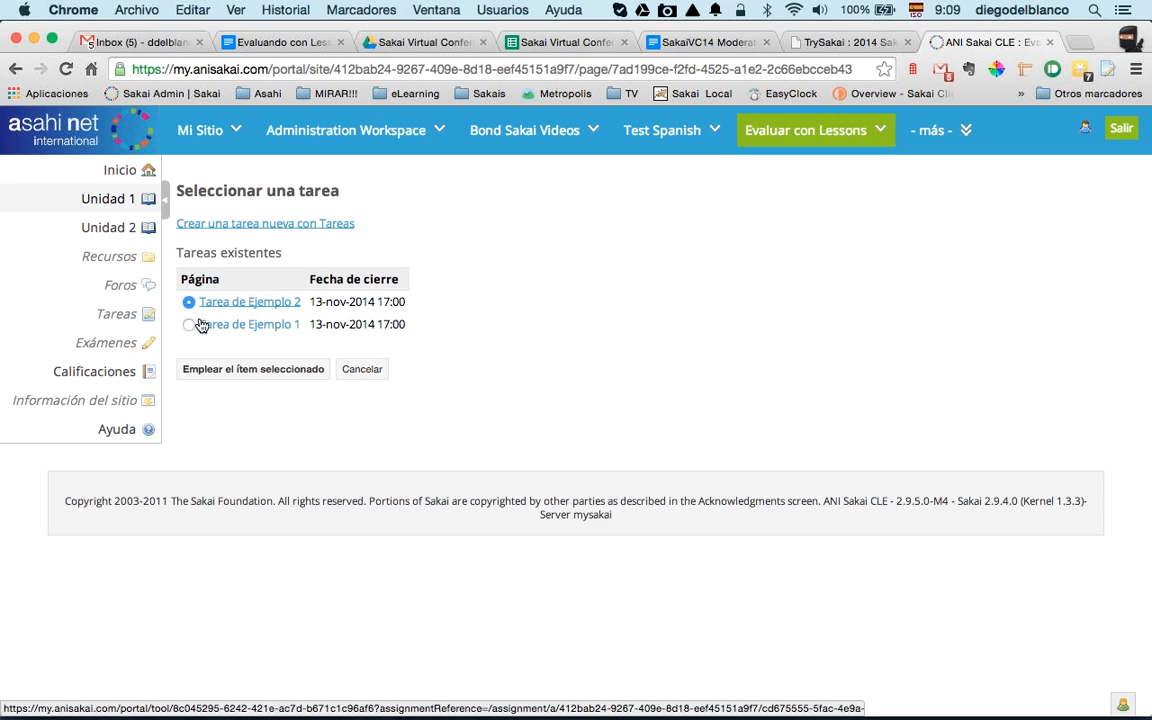 Chrome Archivo Editar Ver Historial Marcadores Ventana Usuarios Ayuda 100% 9:09 diegodelblanco
Inbox (5) - ddelblan Evaluando con Les Sakai Virtual Confer Sakai Virtual Confer SakaiVC14 Moderat TrySakai : 2014 Sak ANI Sakai CLE : Eva
https://my.anisakai.com/portal/site/412bab24-9267-409e-8d18-eef45151a9f7/page/7ad199ce-f2fd-4525-a1e2-2c66ebcceb43
Aplicaciones Sakai Admin | Sakai Asahi MIRAR!!! eLearning Sakais Metropolis TV Sakai Local EasyClock Overview - Sakai Cli » Otros marcadores
asahi net
international
Mi Sitio Administration Workspace Bond Sakai Videos Test Spanish Evaluar con Lessons - más - Salir
Inicio
Unidad 1
Unidad 2
Recursos
Foros
Tareas
Exámenes
Calificaciones
Información del sitio
Ayuda
Seleccionar una tarea
Crear una tarea nueva con Tareas
Tareas existentes
Página Fecha de cierre
Tarea de Ejemplo 2 13-nov-2014 17:00
Tarea de Ejemplo 1 13-nov-2014 17:00
Emplear el ítem seleccionado Cancelar
Copyright 2003-2011 The Sakai Foundation. All rights reserved. Portions of Sakai are copyrighted by other parties as described in the Acknowledgments screen. ANI Sakai CLE - 2.9.5.0-M4 - Sakai 2.9.4.0 (Kernel 1.3.3)-
Server mysakai
https://my.anisakai.com/portal/tool/8c045295-6242-421e-ac7d-b671c1c96af6?assignmentReference=/assignment/a/412bab24-9267-409e-8d18-eef45151a9f7/cd675555-5fac-4e9a-